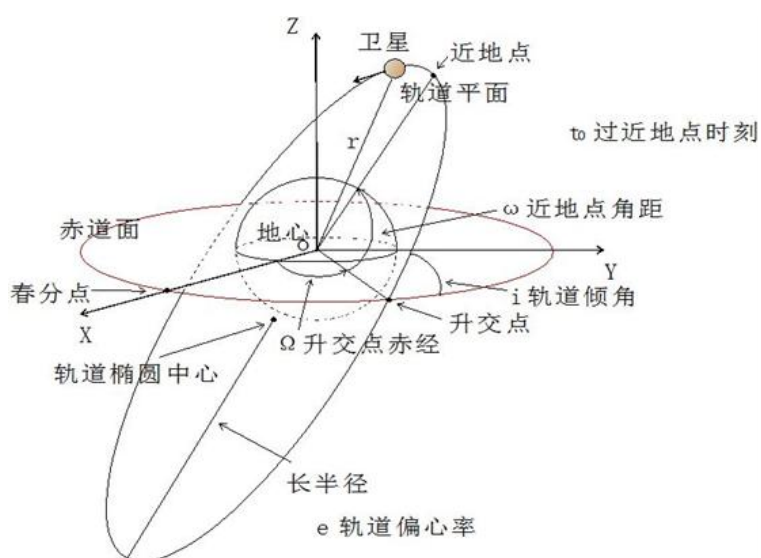 Z
卫星
近地点
轨道平面
r
t₀ 过近地点时刻
赤道面
地心
O
ω 近地点角距
Y
春分点
X
i 轨道倾角
升交点
Ω 升交点赤经
轨道椭圆中心
长半径
e 轨道偏心率